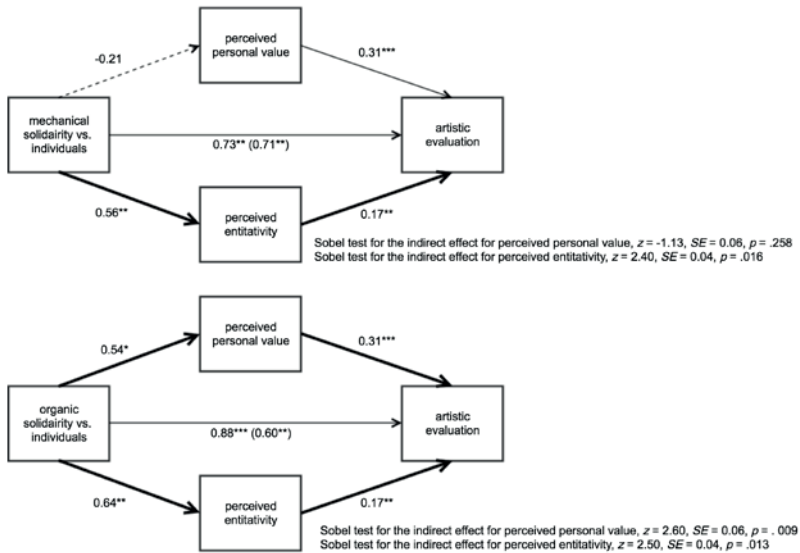 perceived
personal value
-0.21
0.31***
mechanical
solidairity vs.
individuals
artistic
evaluation
0.73** (0.71**)
0.56**
perceived
entitativity
0.17**
Sobel test for the indirect effect for perceived personal value, z = -1.13, SE = 0.06, p = .258
Sobel test for the indirect effect for perceived entitativity, z = 2.40, SE = 0.04, p = .016
perceived
personal value
0.54*
0.31***
organic
solidairity vs.
individuals
artistic
evaluation
0.88*** (0.60**)
0.64**
perceived
entitativity
0.17**
Sobel test for the indirect effect for perceived personal value, z = 2.60, SE = 0.06, p = . 009
Sobel test for the indirect effect for perceived entitativity, z = 2.50, SE = 0.04, p = .013